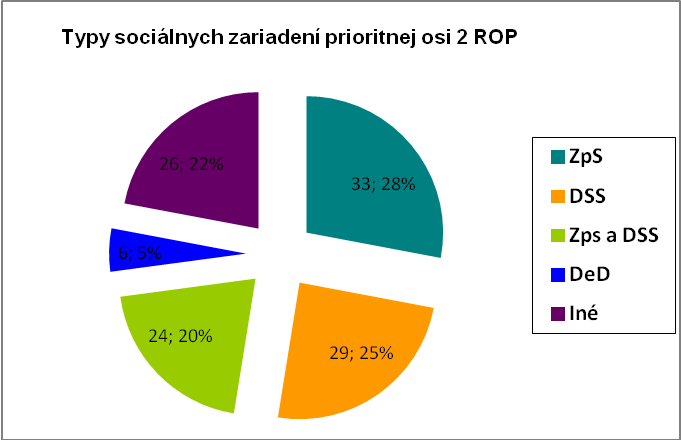 Typy sociálnych zariadení prioritnej osi 2 ROP
26; 22%
33; 28%
6; 5%
24; 20%
29; 25%
ZpS
DSS
Zps a DSS
DeD
Iné